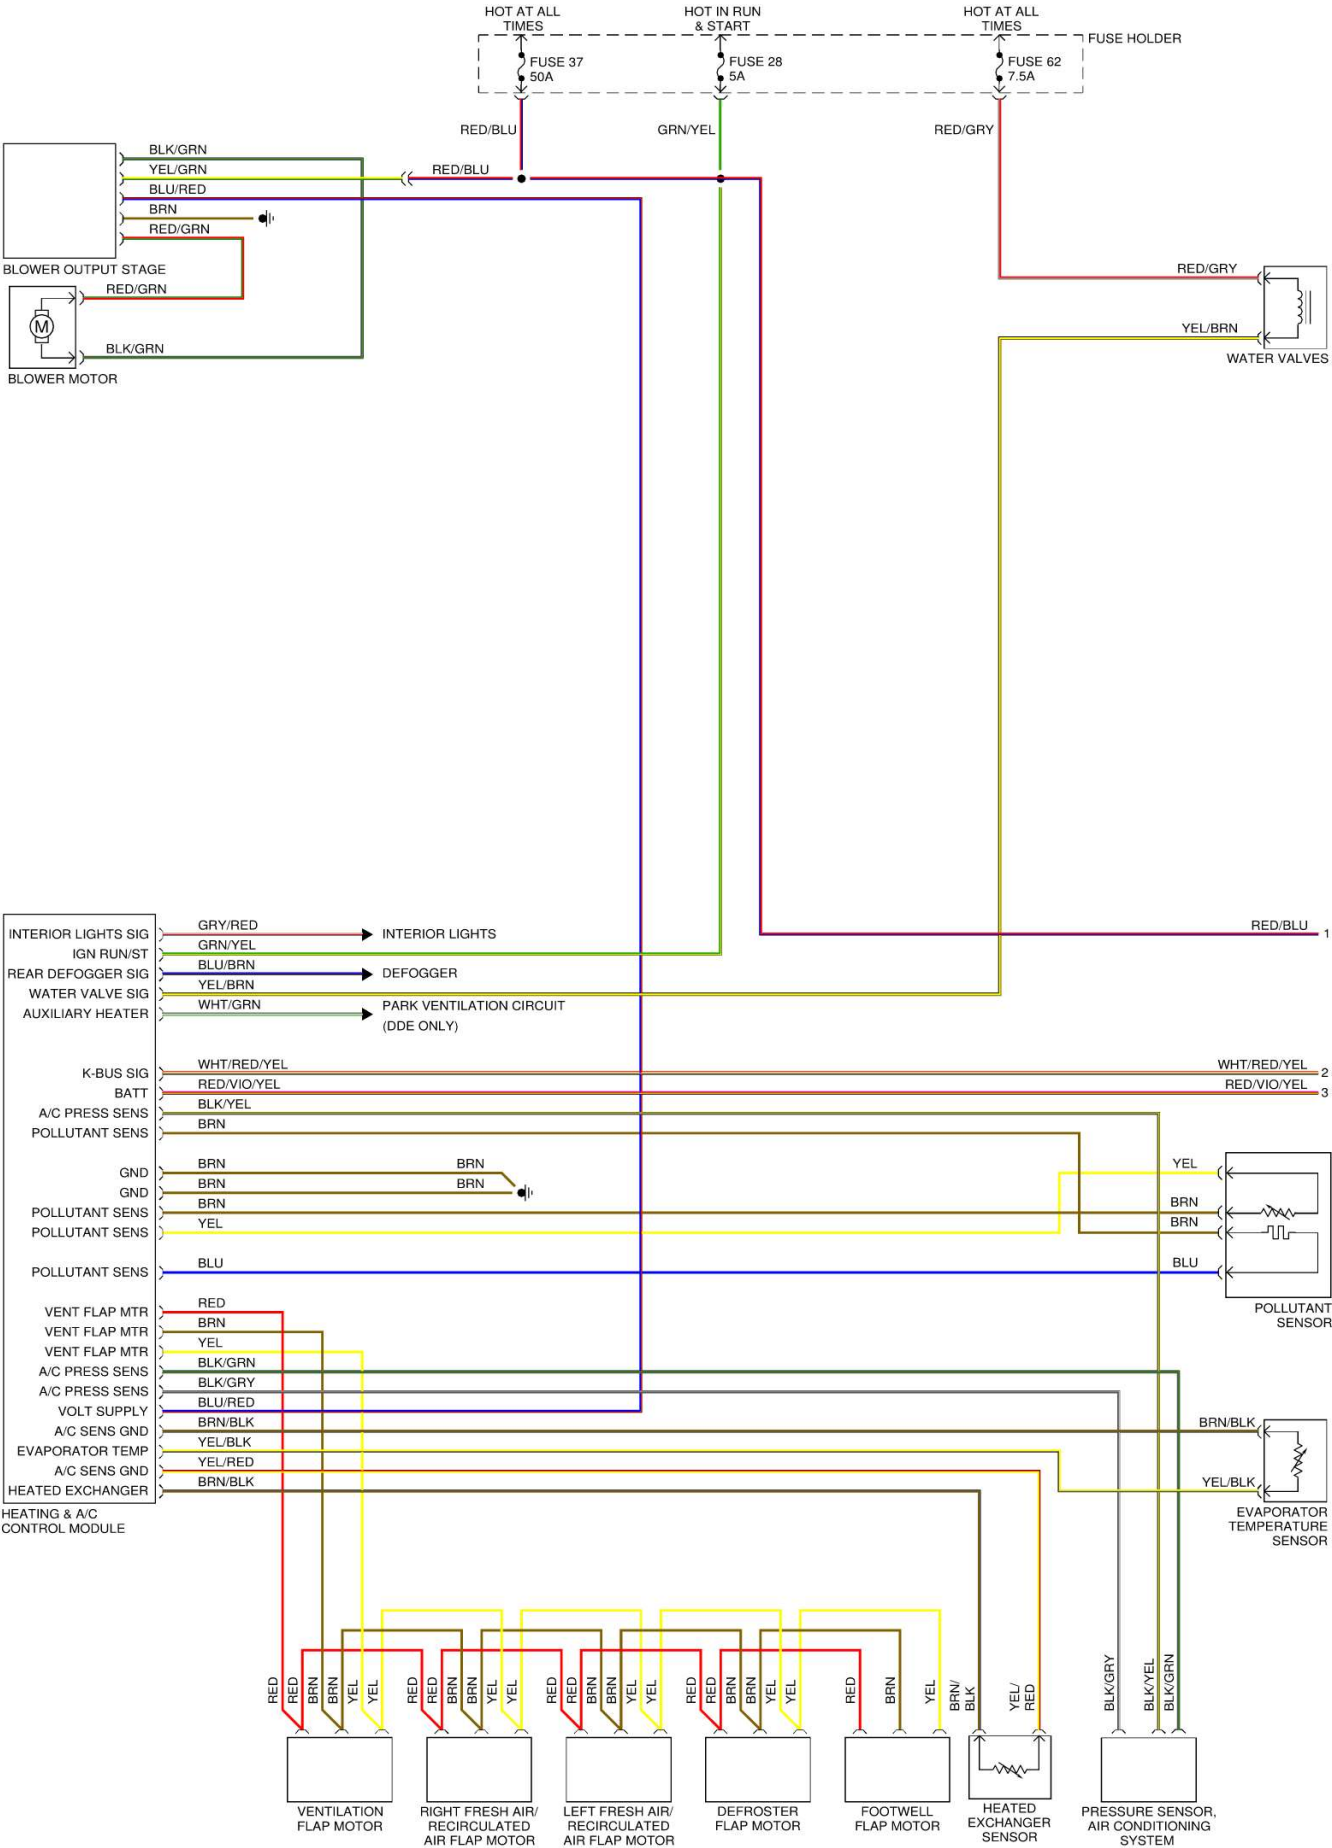 HOT AT ALL
TIMES
HOT IN RUN
& START
HOT AT ALL
TIMES
FUSE HOLDER
FUSE 37
50A
FUSE 28
5A
FUSE 62
7.5A
RED/BLU
GRN/YEL
RED/GRY
BLK/GRN
YEL/GRN
RED/BLU
BLU/RED
BRN
RED/GRN
BLOWER OUTPUT STAGE
RED/GRN
M
BLK/GRN
BLOWER MOTOR
RED/GRY
YEL/BRN
WATER VALVES
INTERIOR LIGHTS SIG
GRY/RED
INTERIOR LIGHTS
RED/BLU
1
IGN RUN/ST
GRN/YEL
REAR DEFOGGER SIG
BLU/BRN
DEFOGGER
WATER VALVE SIG
YEL/BRN
AUXILIARY HEATER
WHT/GRN
PARK VENTILATION CIRCUIT
(DDE ONLY)
K-BUS SIG
WHT/RED/YEL
WHT/RED/YEL
2
BATT
RED/VIO/YEL
RED/VIO/YEL
3
A/C PRESS SENS
BLK/YEL
POLLUTANT SENS
BRN
GND
BRN
BRN
GND
BRN
BRN
POLLUTANT SENS
BRN
POLLUTANT SENS
YEL
POLLUTANT SENS
BLU
YEL
BRN
BRN
BLU
POLLUTANT
SENSOR
VENT FLAP MTR
RED
VENT FLAP MTR
BRN
VENT FLAP MTR
YEL
A/C PRESS SENS
BLK/GRN
A/C PRESS SENS
BLK/GRY
VOLT SUPPLY
BLU/RED
A/C SENS GND
BRN/BLK
EVAPORATOR TEMP
YEL/BLK
A/C SENS GND
YEL/RED
HEATED EXCHANGER
BRN/BLK
HEATING & A/C
CONTROL MODULE
BRN/BLK
YEL/BLK
EVAPORATOR
TEMPERATURE
SENSOR
RED
RED
BRN
BRN
YEL
YEL
RED
RED
BRN
BRN
YEL
YEL
RED
RED
BRN
BRN
YEL
YEL
RED
RED
BRN
BRN
YEL
YEL
RED
BRN
YEL
BRN/
BLK
YEL/
RED
BLK/GRY
BLK/YEL
BLK/GRN
VENTILATION
FLAP MOTOR
RIGHT FRESH AIR/
RECIRCULATED
AIR FLAP MOTOR
LEFT FRESH AIR/
RECIRCULATED
AIR FLAP MOTOR
DEFROSTER
FLAP MOTOR
FOOTWELL
FLAP MOTOR
HEATED
EXCHANGER
SENSOR
PRESSURE SENSOR,
AIR CONDITIONING
SYSTEM